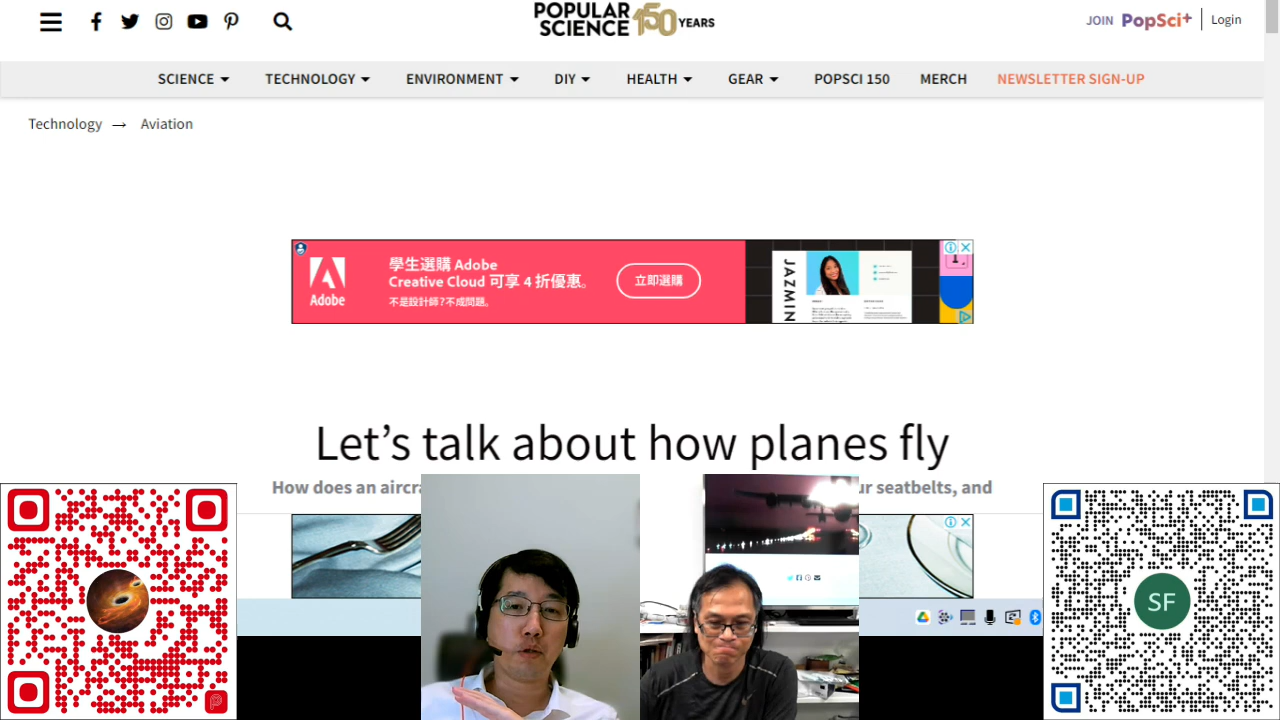 POPULAR
SCIENCE 150 YEARS
JOIN PopSci+
Login
SCIENCE
TECHNOLOGY
ENVIRONMENT
DIY
HEALTH
GEAR
POPSCI 150
MERCH
NEWSLETTER SIGN-UP
Technology → Aviation
Adobe
學生選購 Adobe
Creative Cloud 可享 4 折優惠。
不是設計師?不成問題。
立即選購
JAZMIN
Let's talk about how planes fly
How does an aircra
ur seatbelts, and
SF